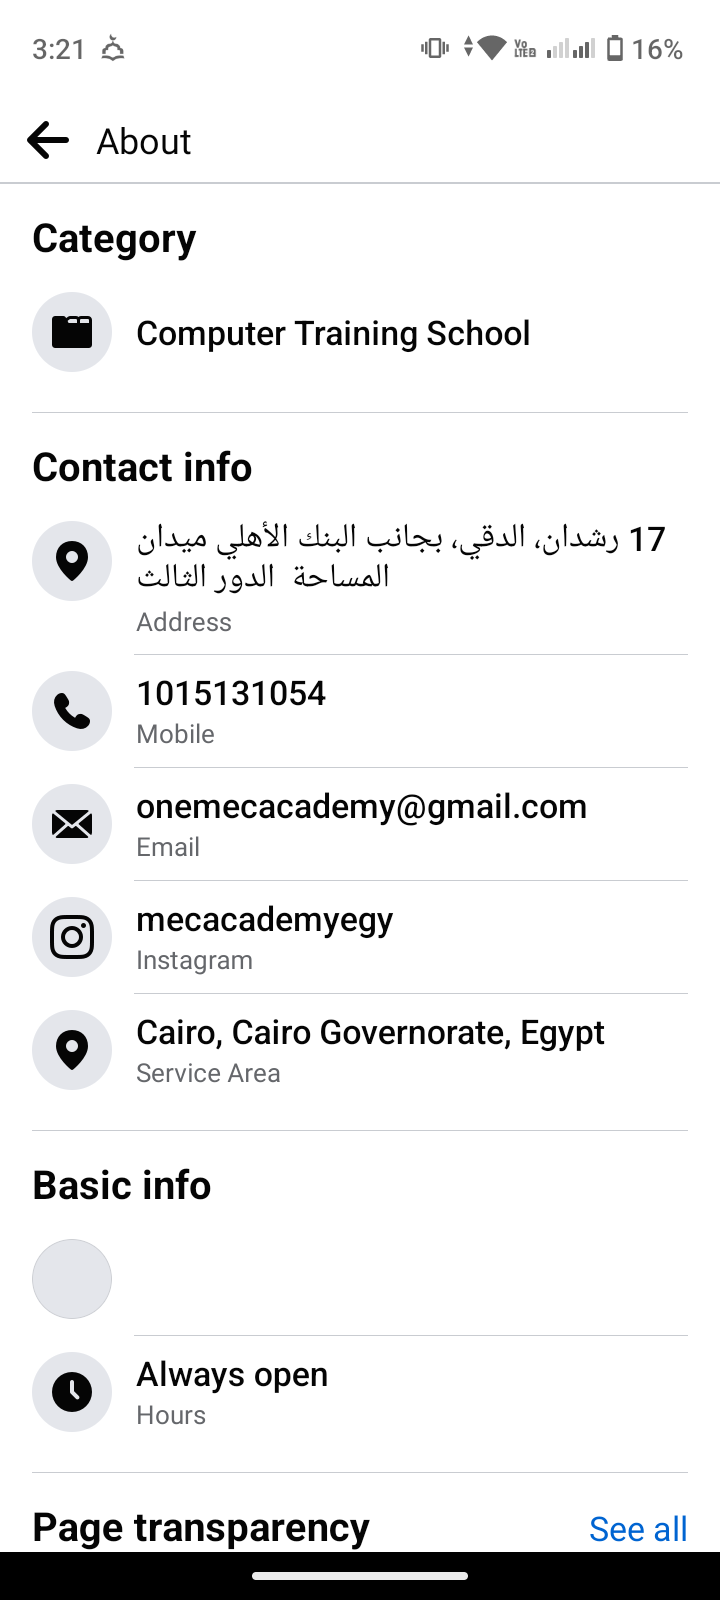 3:21
Vo
LTE2
16%
About
Category
Computer Training School
Contact info
17 رشدان، الدقي، بجانب البنك الأهلي ميدان
المساحة  الدور الثالث
Address
1015131054
Mobile
onemecacademy@gmail.com
Email
mecacademyegy
Instagram
Cairo, Cairo Governorate, Egypt
Service Area
Basic info
Always open
Hours
Page transparency
See all